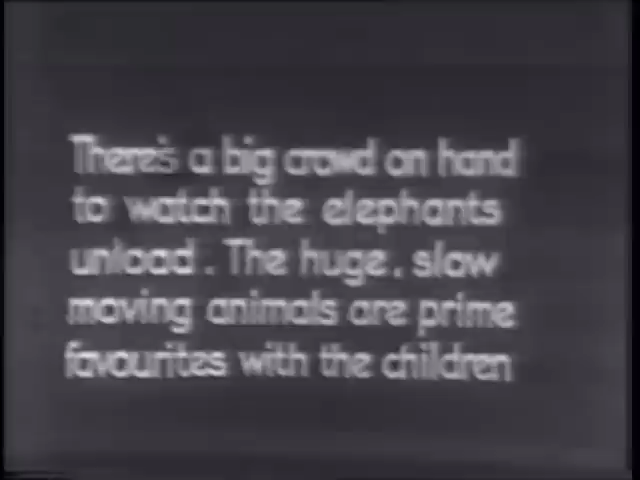 There's a big crowd on hand
to watch the elephants
unload. The huge, slow
moving animals are prime
favourites with the children